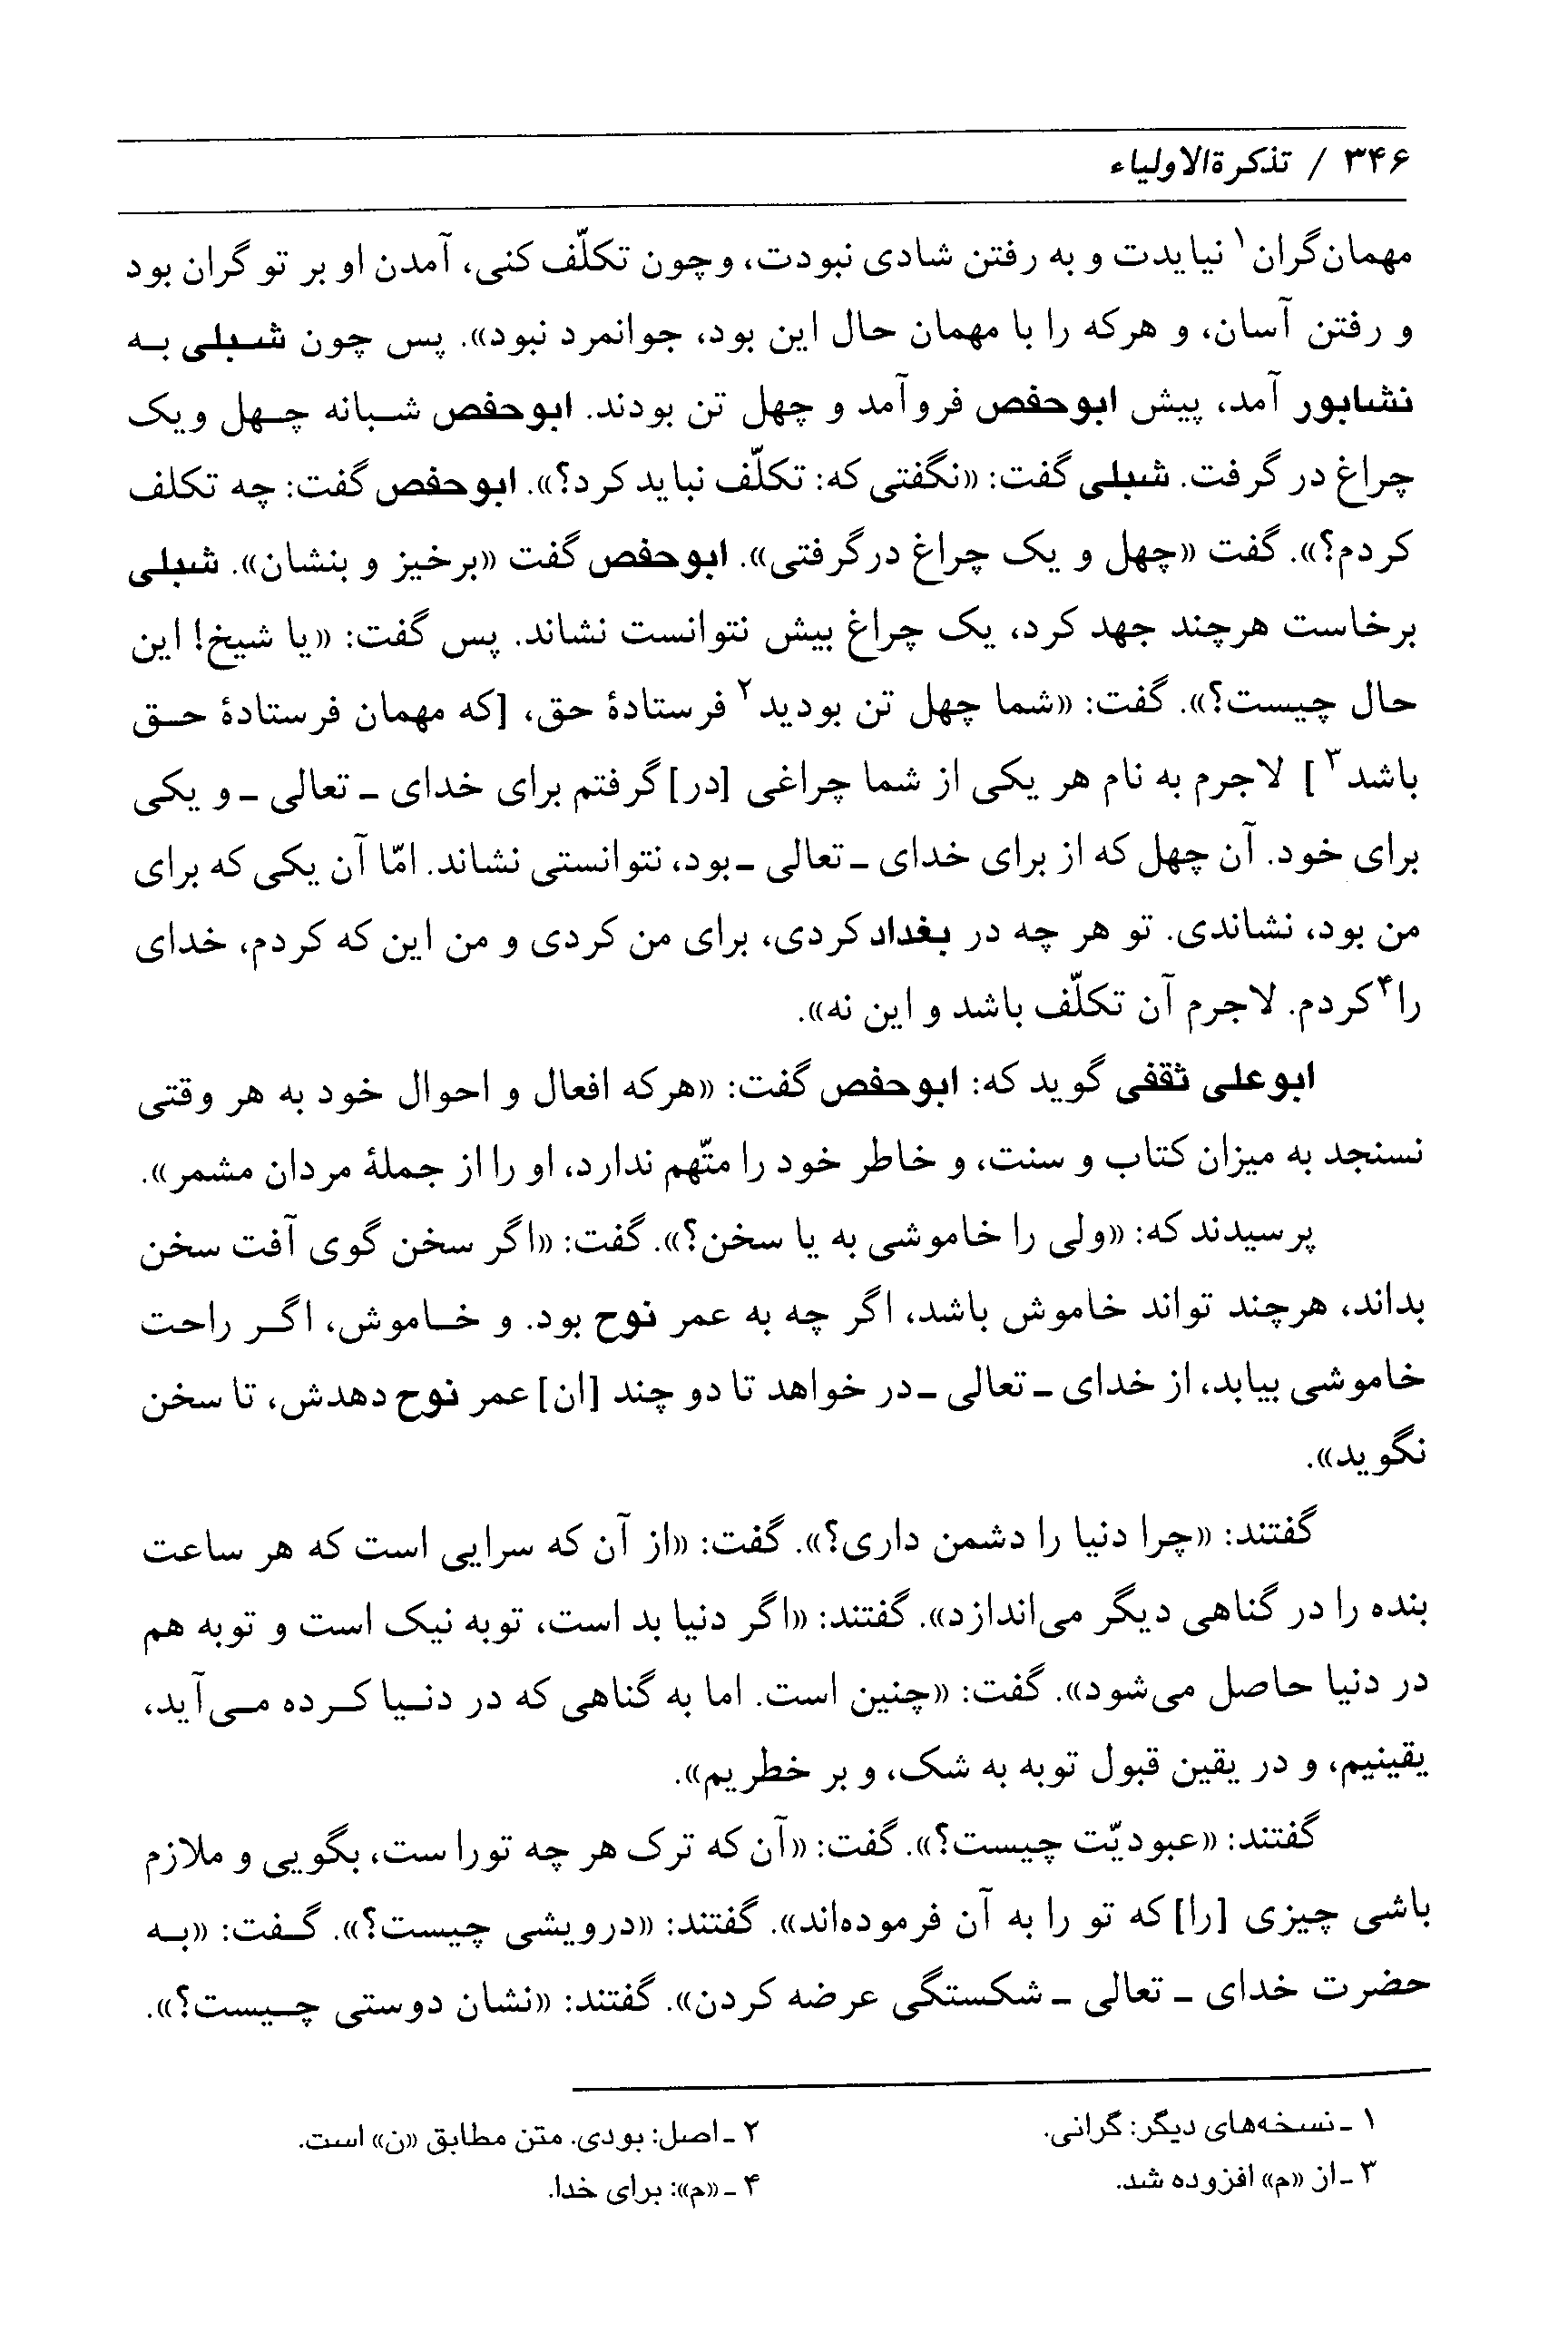 ۳۴۶ / تذکرةالاولیاء
مهمان‌گران۱ نیایدت و به رفتن شادی نبودت، وچون تکلّف کنی، آمدن او بر تو گران بود
و رفتن آسان، و هرکه را با مهمان حال این بود، جوانمرد نبود». پس چون شبلی به
نشابور آمد، پیش ابوحفص فروآمد و چهل تن بودند. ابوحفص شبانه چهل ویک
چراغ در گرفت. شبلی گفت: «نگفتی که: تکلّف نباید کرد؟». ابوحفص گفت: چه تکلف
کردم؟». گفت «چهل و یک چراغ درگرفتی». ابوحفص گفت «برخیز و بنشان». شبلی
برخاست هرچند جهد کرد، یک چراغ بیش نتوانست نشاند. پس گفت: «یا شیخ! این
حال چیست؟». گفت: «شما چهل تن بودید۲ فرستادهٔ حق، [که مهمان فرستادهٔ حق
باشد۳] لاجرم به نام هر یکی از شما چراغی [در] گرفتم برای خدای ـ تعالی ـ و یکی
برای خود. آن چهل که از برای خدای ـ تعالی ـ بود، نتوانستی نشاند. امّا آن یکی که برای
من بود، نشاندی. تو هر چه در بغداد کردی، برای من کردی و من این که کردم، خدای
را۴ کردم. لاجرم آن تکلّف باشد و این نه».
ابوعلی ثقفی گوید که: ابوحفص گفت: «هرکه افعال و احوال خود به هر وقتی
نسنجد به میزان کتاب و سنت، و خاطر خود را متّهم ندارد، او را از جملهٔ مردان مشمر».
پرسیدند که: «ولی را خاموشی به یا سخن؟». گفت: «اگر سخن گوی آفت سخن
بداند، هرچند تواند خاموش باشد، اگر چه به عمر نوح بود. و خاموش، اگر راحت
خاموشی بیابد، از خدای ـ تعالی ـ در خواهد تا دو چند [ان] عمر نوح دهدش، تا سخن
نگوید».
گفتند: «چرا دنیا را دشمن داری؟». گفت: «از آن که سرایی است که هر ساعت
بنده را در گناهی دیگر می‌اندازد». گفتند: «اگر دنیا بد است، توبه نیک است و توبه هم
در دنیا حاصل می‌شود». گفت: «چنین است. اما به گناهی که در دنیا کرده می‌آید،
یقینیم، و در یقین قبول توبه به شک، و بر خطریم».
گفتند: «عبودیّت چیست؟». گفت: «آن که ترک هر چه تورا ست، بگویی و ملازم
باشی چیزی [را] که تو را به آن فرموده‌اند». گفتند: «درویشی چیست؟». گفت: «به
حضرت خدای ـ تعالی ـ شکستگی عرضه کردن». گفتند: «نشان دوستی چیست؟».
۱ ـ نسخه‌های دیگر: گرانی.
۲ ـ اصل: بودی. متن مطابق «ن» است.
۳ ـ از «م» افزوده شد.
۴ ـ «م»: برای خدا.